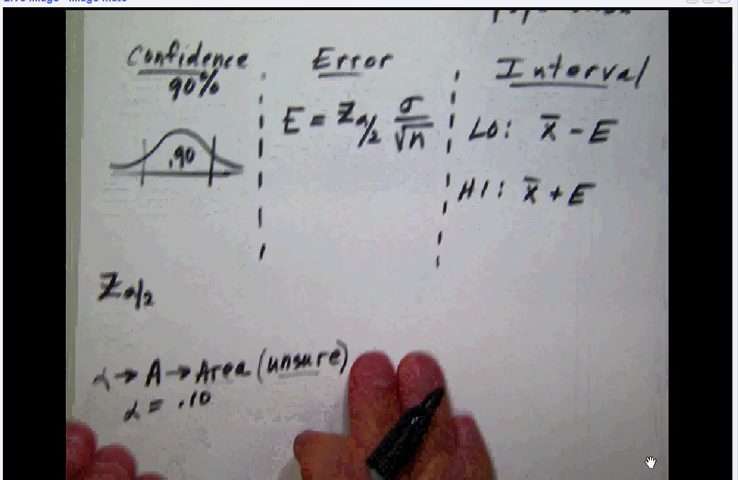 Confidence
90%
.90
Error
E = Zα/2 σ/√n
Interval
LO: x̄ - E
HI: x̄ + E
Zα/2
α → A → Area (unsure)
α = .10